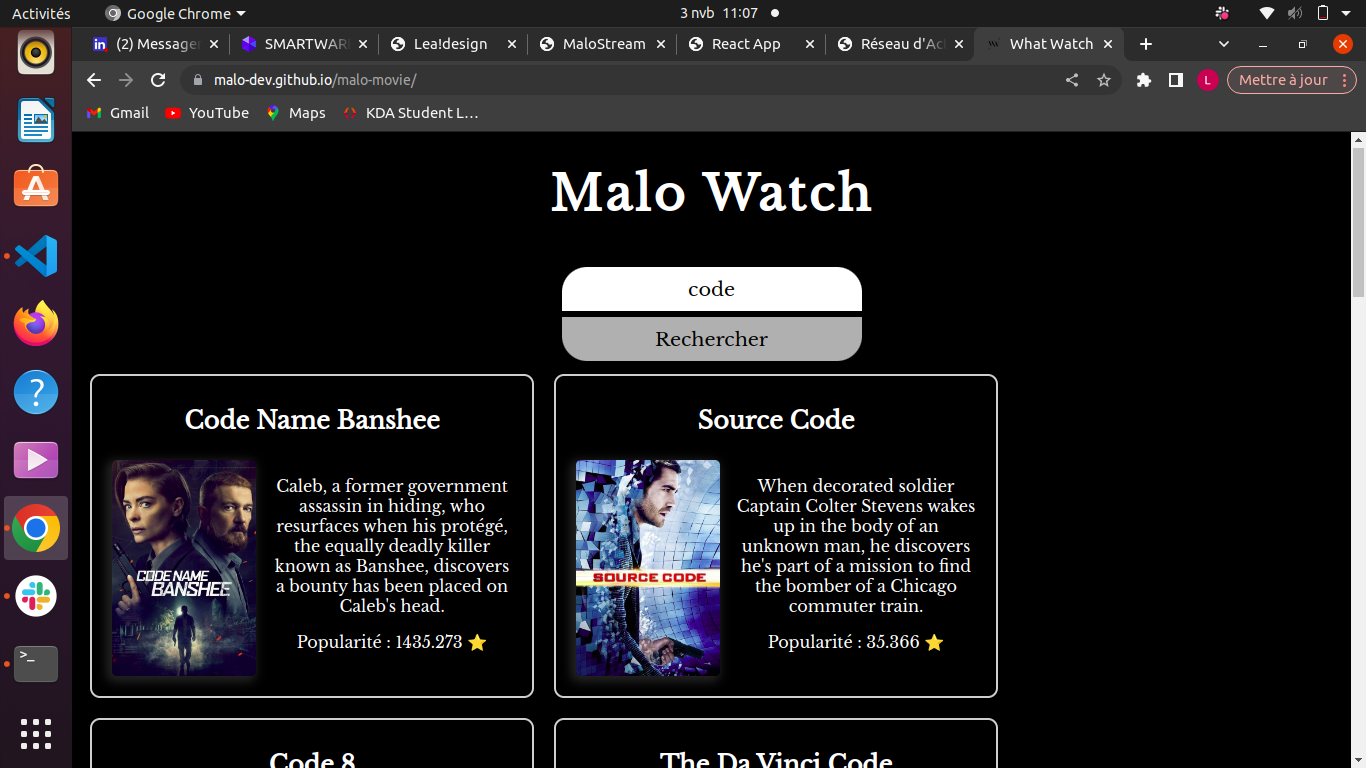 Activités
Google Chrome
3 nvb 11:07
(2) Messager
SMARTWAR
Lea!design
MaloStream
React App
Réseau d'Ac
What Watch
malo-dev.github.io/malo-movie/
L
Mettre à jour
Gmail
YouTube
Maps
KDA Student L…
Malo Watch
code
Rechercher
Code Name Banshee
CODE NAME
BANSHEE
Caleb, a former government
assassin in hiding, who
resurfaces when his protégé,
the equally deadly killer
known as Banshee, discovers
a bounty has been placed on
Caleb's head.
Popularité : 1435.273 ⭐
Source Code
SOURCE CODE
When decorated soldier
Captain Colter Stevens wakes
up in the body of an
unknown man, he discovers
he's part of a mission to find
the bomber of a Chicago
commuter train.
Popularité : 35.366 ⭐
Code 8
The Da Vinci Code